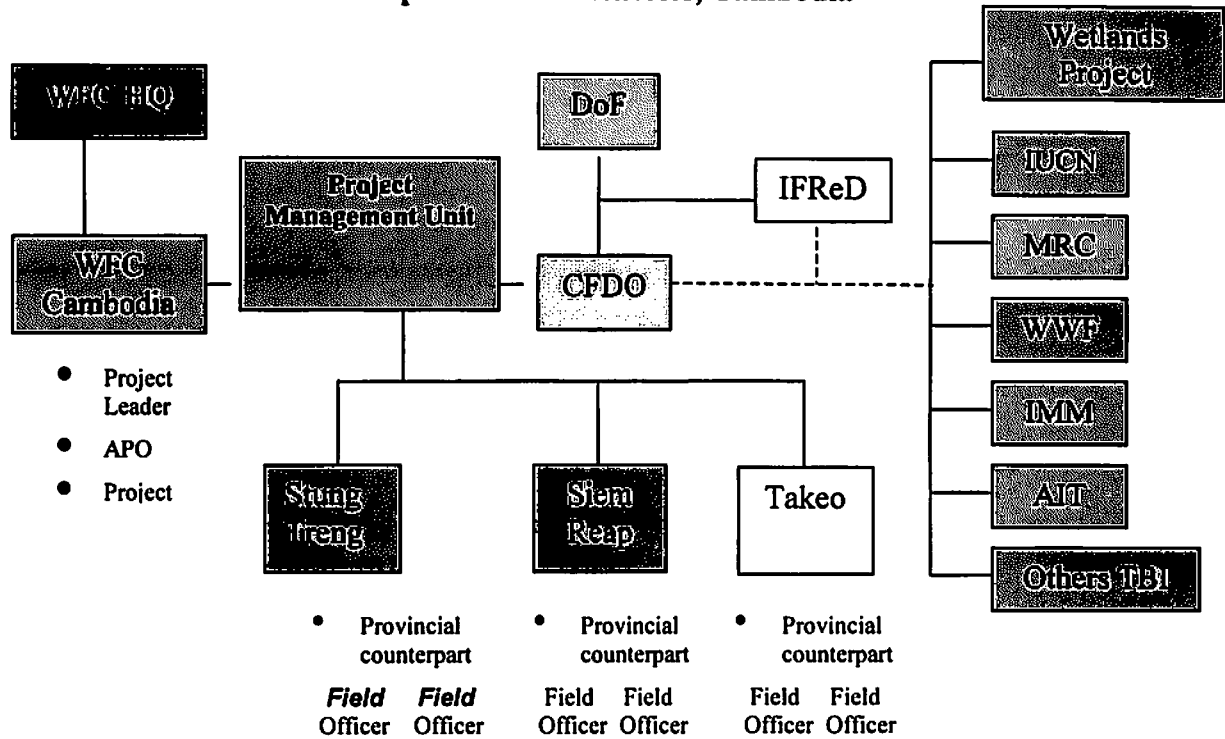 Cambodia
WFC HQ
DoF
Wetlands
Project
Project
Management Unit
IFReD
IUCN
WFC
Cambodia
CFDO
MRC
WWF
IMM
AIT
Others TBI
• Project
Leader
• APO
• Project
Stung
Treng
Siem
Reap
Takeo
• Provincial
counterpart
• Provincial
counterpart
• Provincial
counterpart
Field Field
Officer Officer
Field Field
Officer Officer
Field Field
Officer Officer